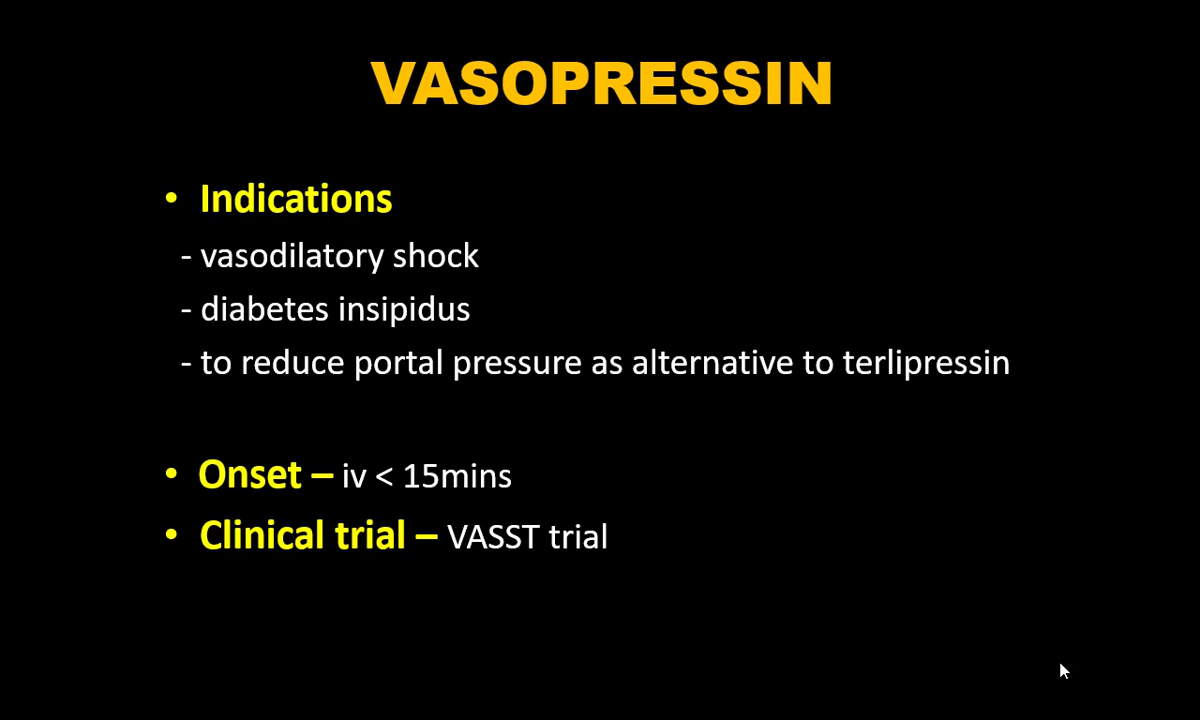 VASOPRESSIN
• Indications
- vasodilatory shock
- diabetes insipidus
- to reduce portal pressure as alternative to terlipressin
• Onset – iv < 15mins
• Clinical trial – VASST trial